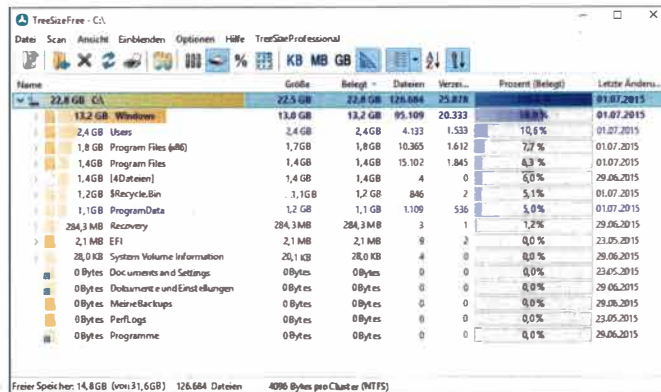 TreeSizeFree - C:\
Datei Scan Ansicht Einblenden Optionen Hilfe TreeSizeProfessional
% KB MB GB
Name Größe Belegt Dateien Verzei... Prozent (Belegt) Letzte Änderu...
22,8 GB C:\ 22,5 GB 22,8 GB 126.684 25.878 01.07.2015
13,2 GB Windows 13,0 GB 13,2 GB 95.109 20.333 01.07.2015
2,4 GB Users 2,4 GB 2,4 GB 4.133 1.533 10,6 % 01.07.2015
1,8 GB Program Files (x86) 1,7 GB 1,8 GB 10.365 1.612 7,7 % 01.07.2015
1,4 GB Program Files 1,4 GB 1,4 GB 15.102 1.845 6,3 % 01.07.2015
1,4 GB [4 Dateien] 1,4 GB 1,4 GB 4 0 6,0 % 29.06.2015
1,2 GB $Recycle.Bin 1,1 GB 1,2 GB 846 2 5,1 % 01.07.2015
1,1 GB ProgramData 1,2 GB 1,1 GB 1.109 536 5,0 % 01.07.2015
284,3 MB Recovery 284,3 MB 284,3 MB 3 1 1,2 % 29.06.2015
2,1 MB EFI 2,1 MB 2,1 MB 9 2 0,0 % 23.05.2015
28,0 KB System Volume Information 20,1 KB 28,0 KB 4 0 0,0 % 29.06.2015
0 Bytes Documents and Settings 0 Bytes 0 Bytes 0 0 0,0 % 23.05.2015
0 Bytes Dokumente und Einstellungen 0 Bytes 0 Bytes 0 0 0,0 % 29.06.2015
0 Bytes MeineBackups 0 Bytes 0 Bytes 0 0 0,0 % 29.06.2015
0 Bytes PerfLogs 0 Bytes 0 Bytes 0 0 0,0 % 23.05.2015
0 Bytes Programme 0 Bytes 0 Bytes 0 0 0,0 % 29.06.2015
Freier Speicher: 14,8 GB (von 31,6 GB) 126.684 Dateien 4096 Bytes pro Cluster (NTFS)